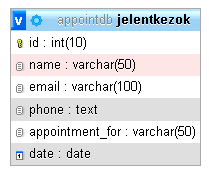 v appointdb jelentkezok
id : int(10)
name : varchar(50)
email : varchar(100)
phone : text
appointment_for : varchar(50)
date : date